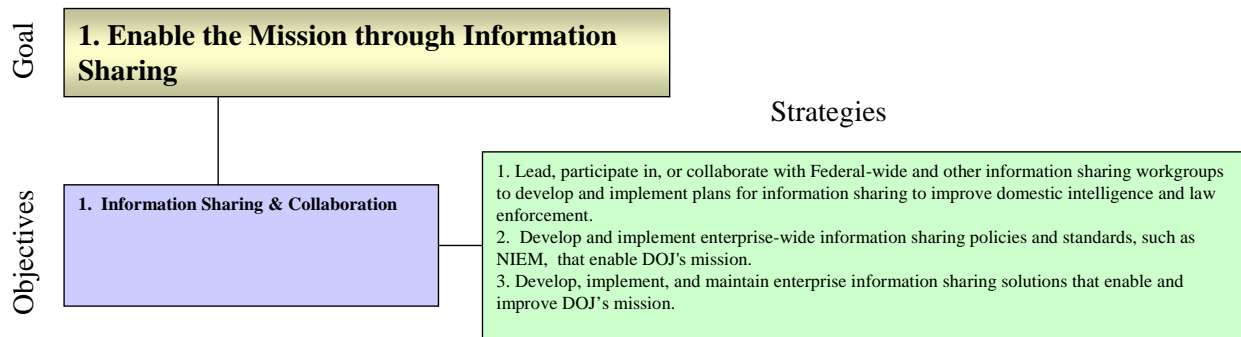 Goal
1. Enable the Mission through Information
Sharing
Strategies
Objectives
1. Information Sharing & Collaboration
1. Lead, participate in, or collaborate with Federal-wide and other information sharing workgroups
to develop and implement plans for information sharing to improve domestic intelligence and law
enforcement.
2. Develop and implement enterprise-wide information sharing policies and standards, such as
NIEM, that enable DOJ's mission.
3. Develop, implement, and maintain enterprise information sharing solutions that enable and
improve DOJ’s mission.